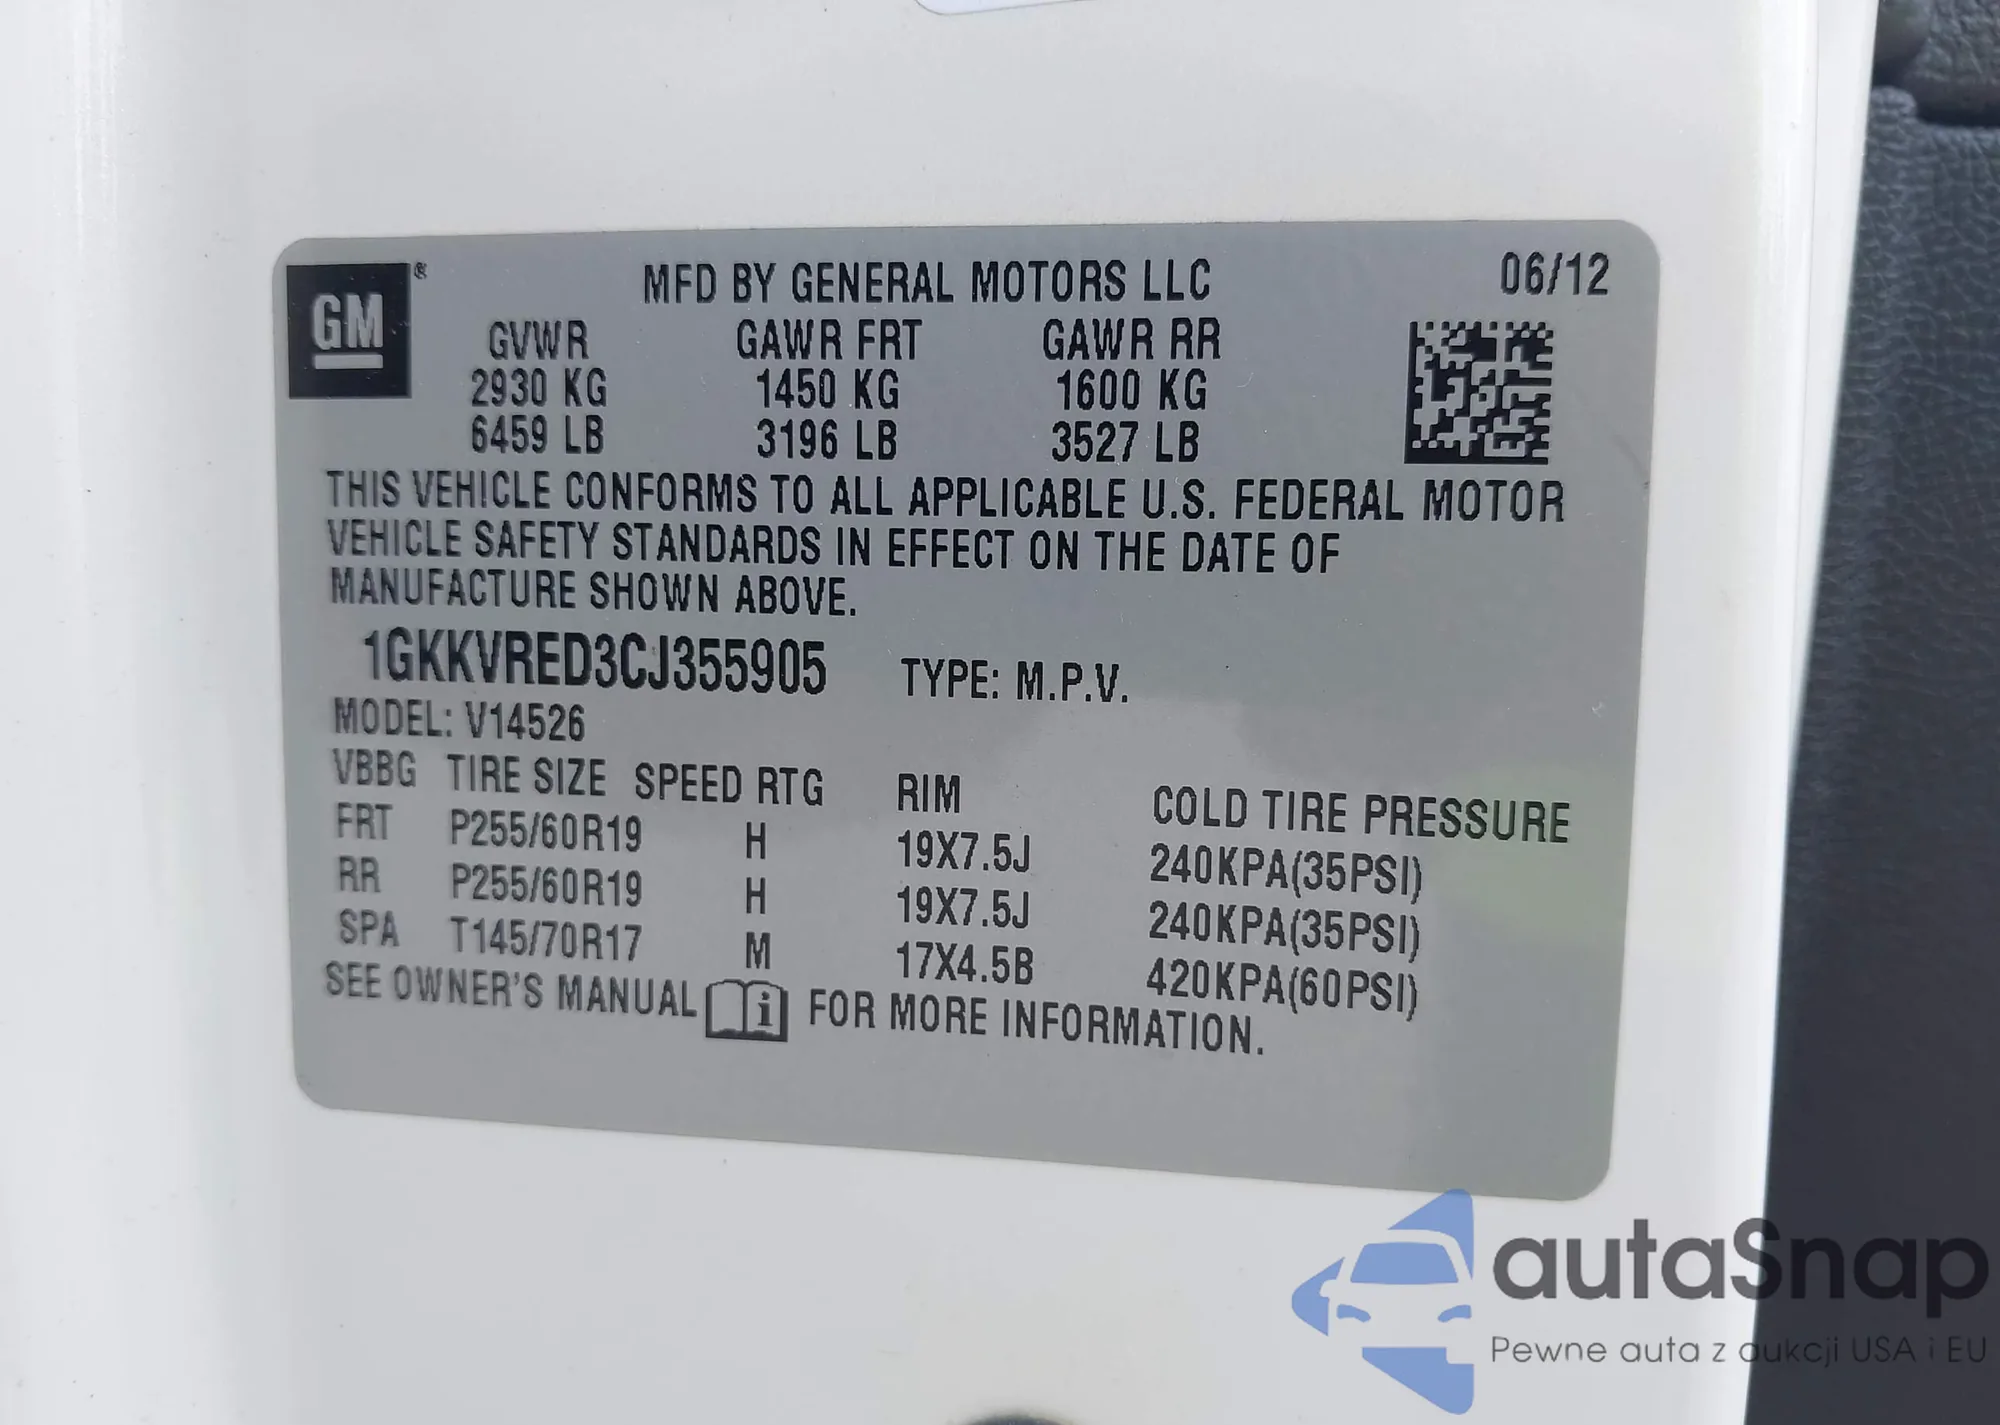 GM ®
MFD BY GENERAL MOTORS LLC 06/12
GVWR GAWR FRT GAWR RR
2930 KG 1450 KG 1600 KG
6459 LB 3196 LB 3527 LB
THIS VEHICLE CONFORMS TO ALL APPLICABLE U.S. FEDERAL MOTOR
VEHICLE SAFETY STANDARDS IN EFFECT ON THE DATE OF
MANUFACTURE SHOWN ABOVE.
1GKKVRED3CJ355905 TYPE: M.P.V.
MODEL: V14526
VBBG TIRE SIZE SPEED RTG RIM COLD TIRE PRESSURE
FRT P255/60R19 H 19X7.5J 240KPA(35PSI)
RR P255/60R19 H 19X7.5J 240KPA(35PSI)
SPA T145/70R17 M 17X4.5B 420KPA(60PSI)
SEE OWNER'S MANUAL i FOR MORE INFORMATION.
autaSnap
Pewne auta z aukcji USA i EU